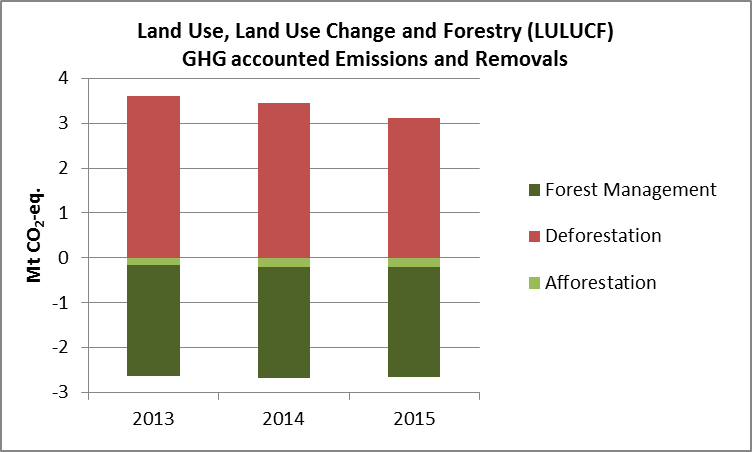 Land Use, Land Use Change and Forestry (LULUCF)
GHG accounted Emissions and Removals
Mt CO₂-eq.
4
3
2
1
0
-1
-2
-3
2013 2014 2015
Forest Management
Deforestation
Afforestation